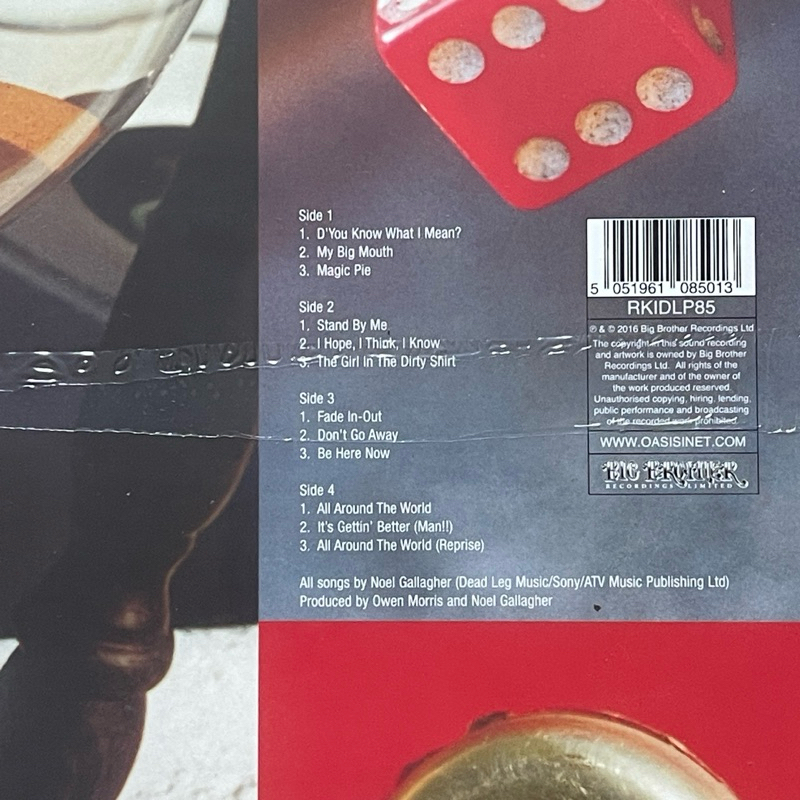 Side 1
1. D'You Know What I Mean?
2. My Big Mouth
3. Magic Pie
Side 2
1. Stand By Me
2. I Hope, I Think, I Know
3. The Girl In The Dirty Shirt
Side 3
1. Fade In-Out
2. Don't Go Away
3. Be Here Now
Side 4
1. All Around The World
2. It's Gettin' Better (Man!!)
3. All Around The World (Reprise)
All songs by Noel Gallagher (Dead Leg Music/Sony/ATV Music Publishing Ltd)
Produced by Owen Morris and Noel Gallagher
5 051961 085013
RKIDLP85
℗ & © 2016 Big Brother Recordings Ltd
The copyright in this sound recording
and artwork is owned by Big Brother
Recordings Ltd. All rights of the
manufacturer and of the owner of
the work produced reserved.
Unauthorised copying, hiring, lending,
public performance and broadcasting
of the recorded work prohibited.
WWW.OASISINET.COM
BIG BROTHER
RECORDINGS LIMITED